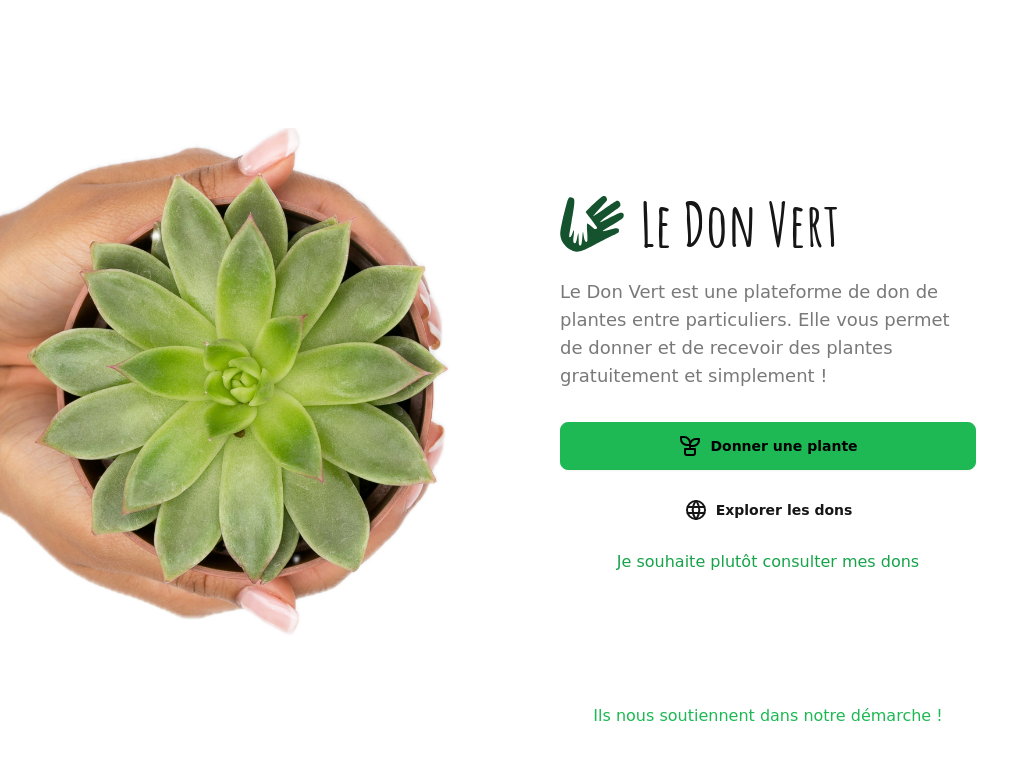 Le Don Vert
Le Don Vert est une plateforme de don de
plantes entre particuliers. Elle vous permet
de donner et de recevoir des plantes
gratuitement et simplement !
Donner une plante
Explorer les dons
Je souhaite plutôt consulter mes dons
Ils nous soutiennent dans notre démarche !